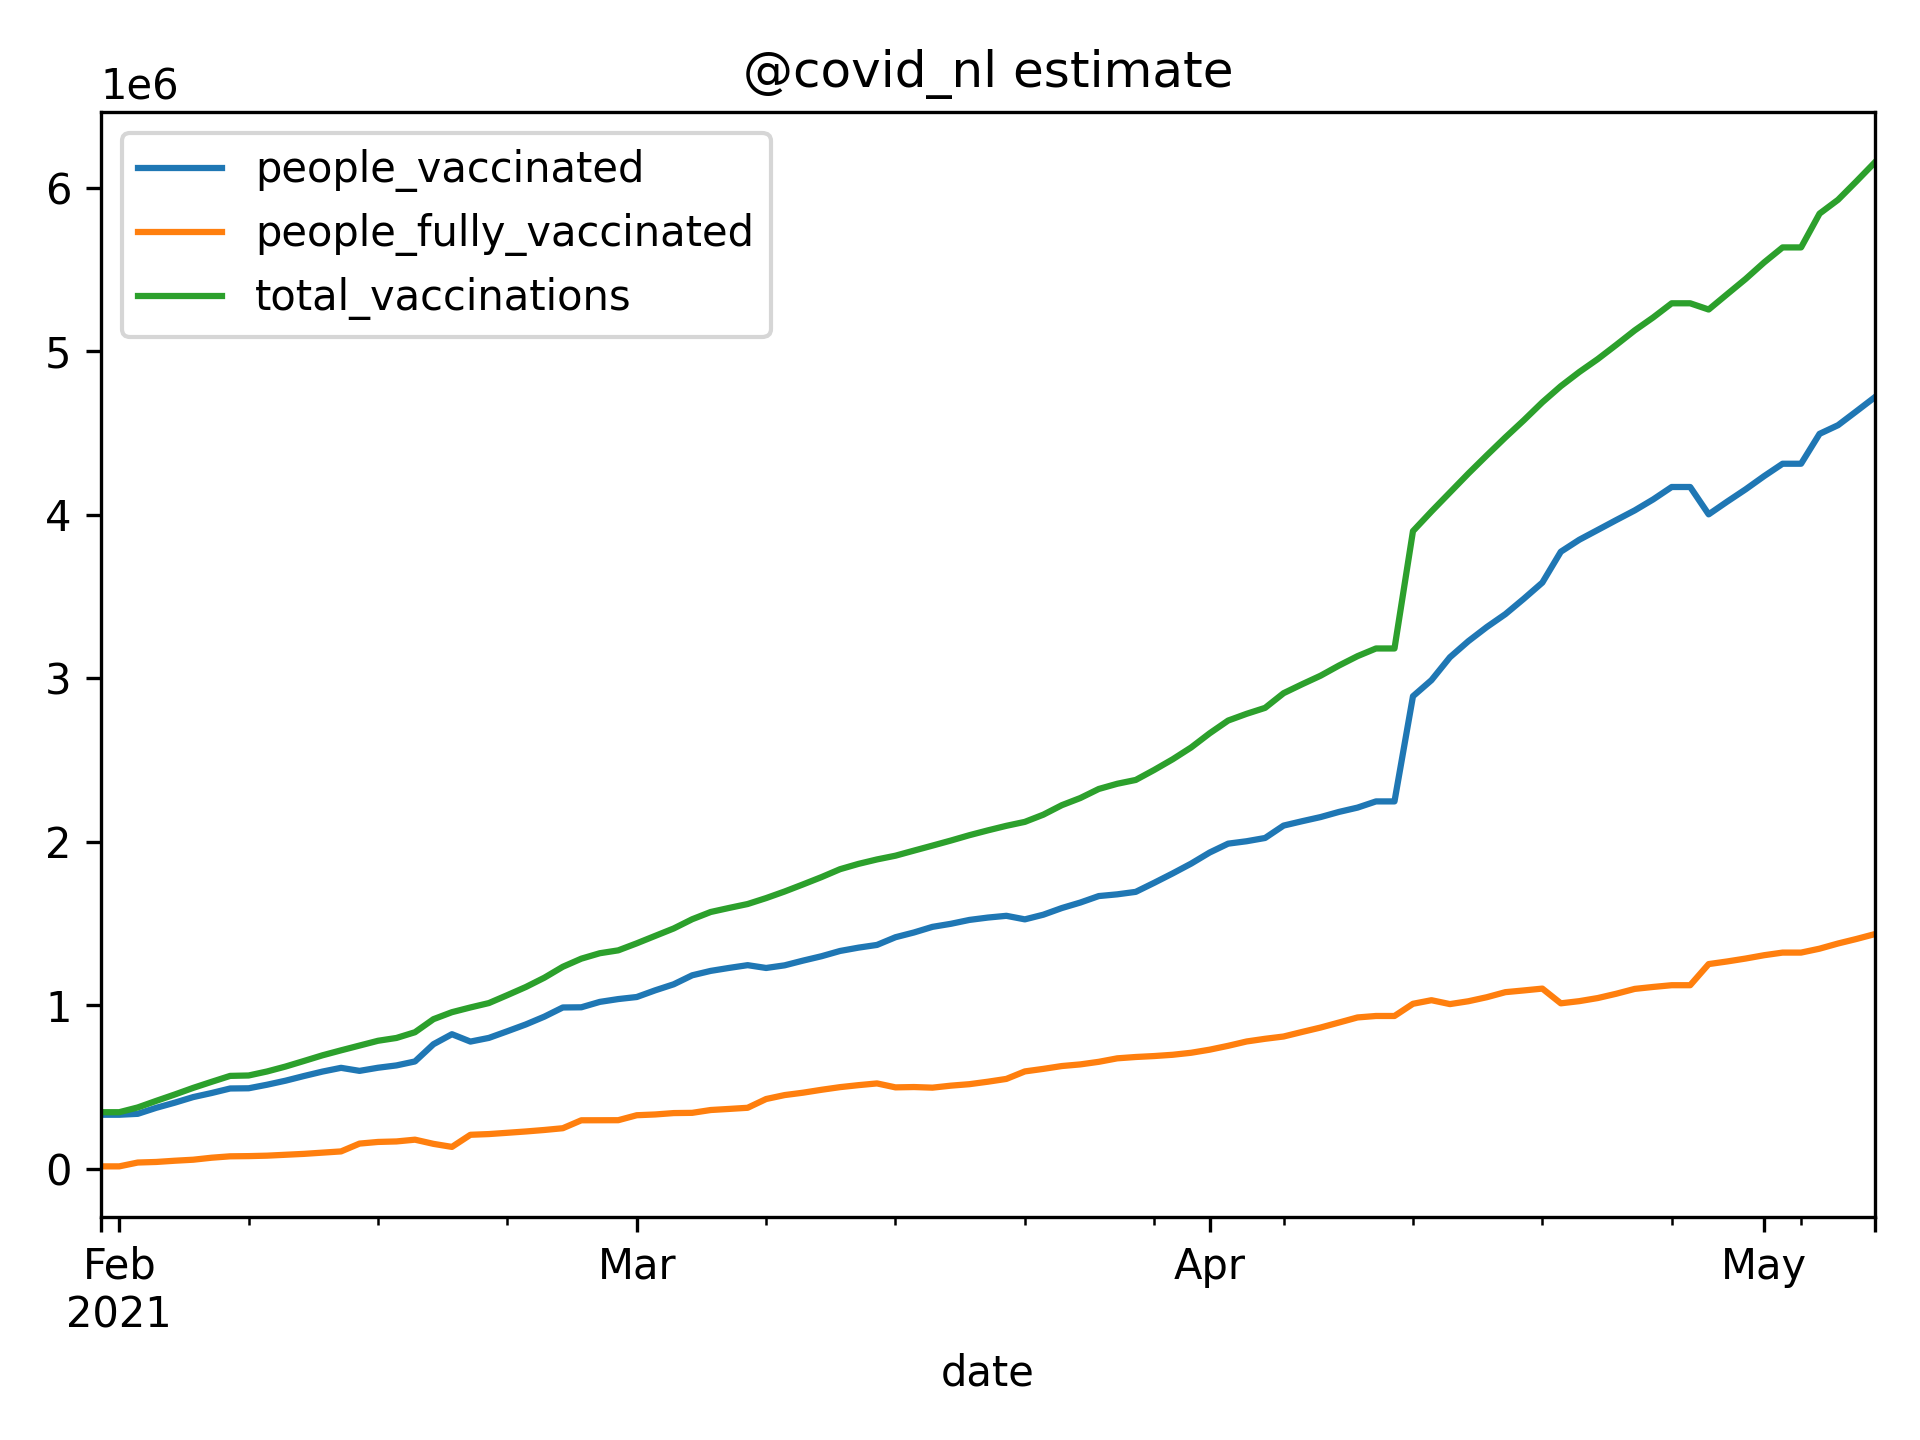 @covid_nl estimate
1e6
people_vaccinated
people_fully_vaccinated
total_vaccinations
6
5
4
3
2
1
0
Feb Mar Apr May
2021
date